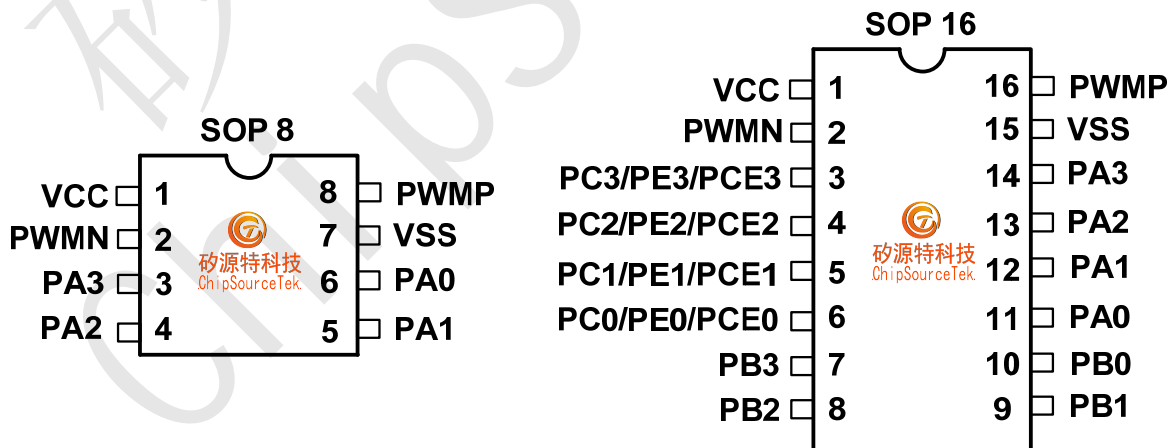 SOP 8
VCC 1 8 PWMP
PWMN 2 7 VSS
PA3 3 6 PA0
PA2 4 5 PA1
矽源特科技
ChipSourceTek.
SOP 16
VCC 1 16 PWMP
PWMN 2 15 VSS
PC3/PE3/PCE3 3 14 PA3
PC2/PE2/PCE2 4 13 PA2
PC1/PE1/PCE1 5 12 PA1
PC0/PE0/PCE0 6 11 PA0
PB3 7 10 PB0
PB2 8 9 PB1
矽源特科技
ChipSourceTek.
矽
ChipS